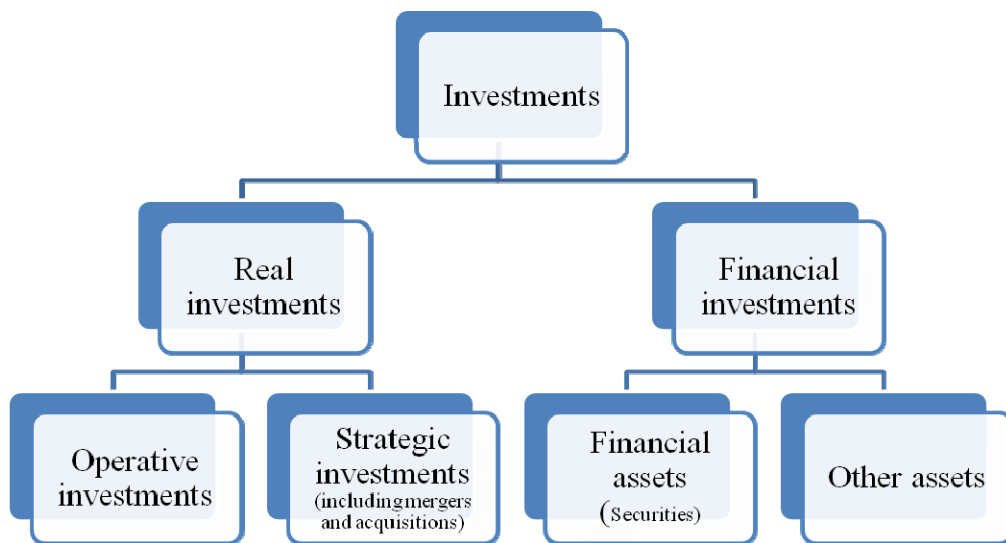 Investments
Real
investments
Financial
investments
Operative
investments
Strategic
investments
(including mergers
and acquisitions)
Financial
assets
(Securities)
Other assets